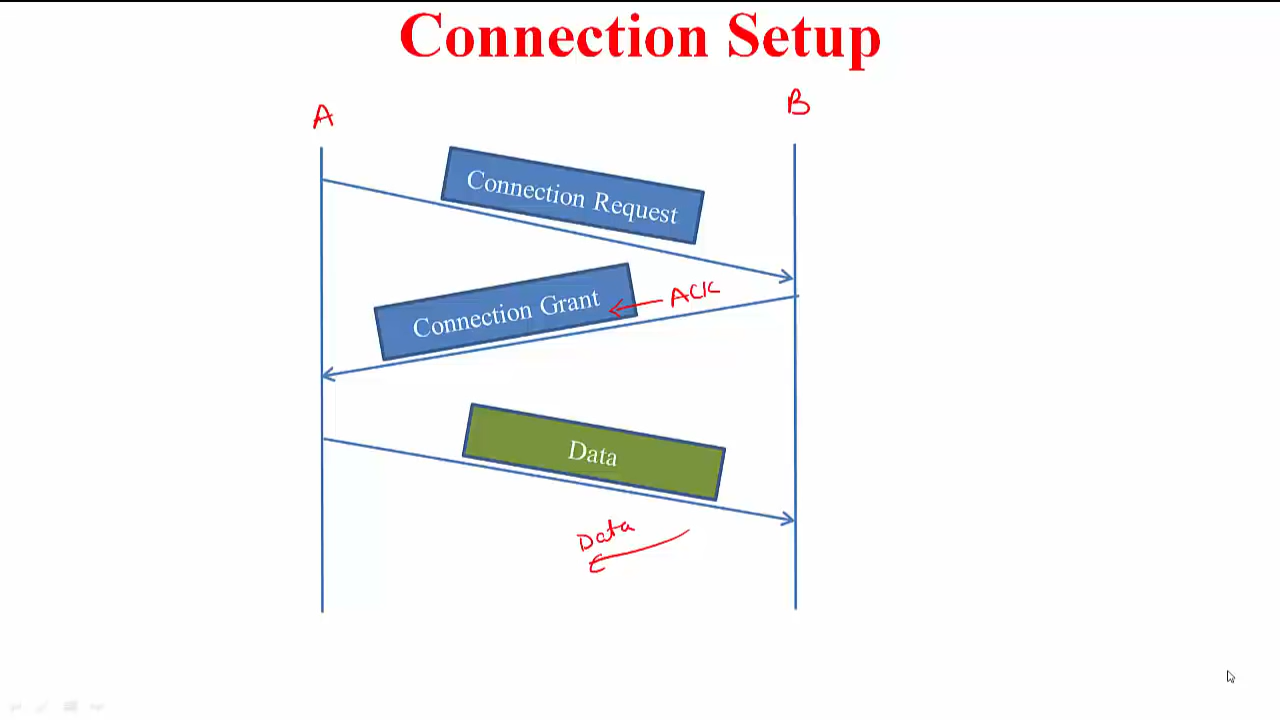 Connection Setup
A
B
Connection Request
Connection Grant
ACK
Data
Data